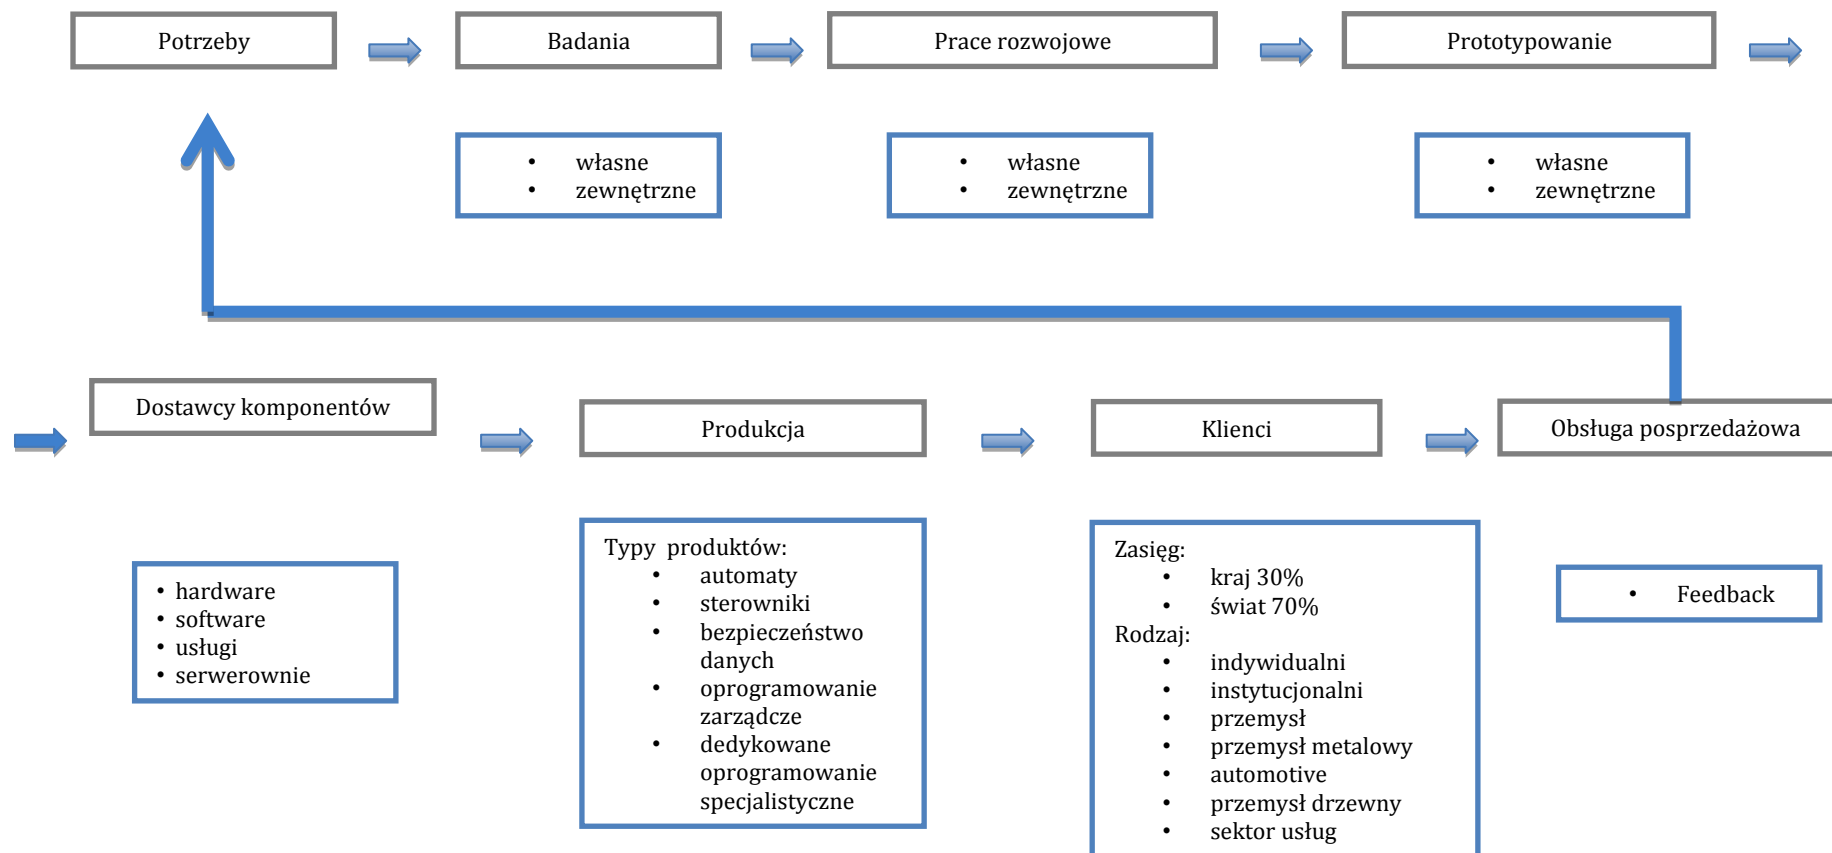 Potrzeby
Badania
Prace rozwojowe
Prototypowanie
• własne
• zewnętrzne
• własne
• zewnętrzne
• własne
• zewnętrzne
Dostawcy komponentów
Produkcja
Klienci
Obsługa posprzedażowa
• hardware
• software
• usługi
• serwerownie
Typy produktów:
• automaty
• sterowniki
• bezpieczeństwo
danych
• oprogramowanie
zarządcze
• dedykowane
oprogramowanie
specjalistyczne
Zasięg:
• kraj 30%
• świat 70%
Rodzaj:
• indywidualni
• instytucjonalni
• przemysł
• przemysł metalowy
• automotive
• przemysł drzewny
• sektor usług
• Feedback